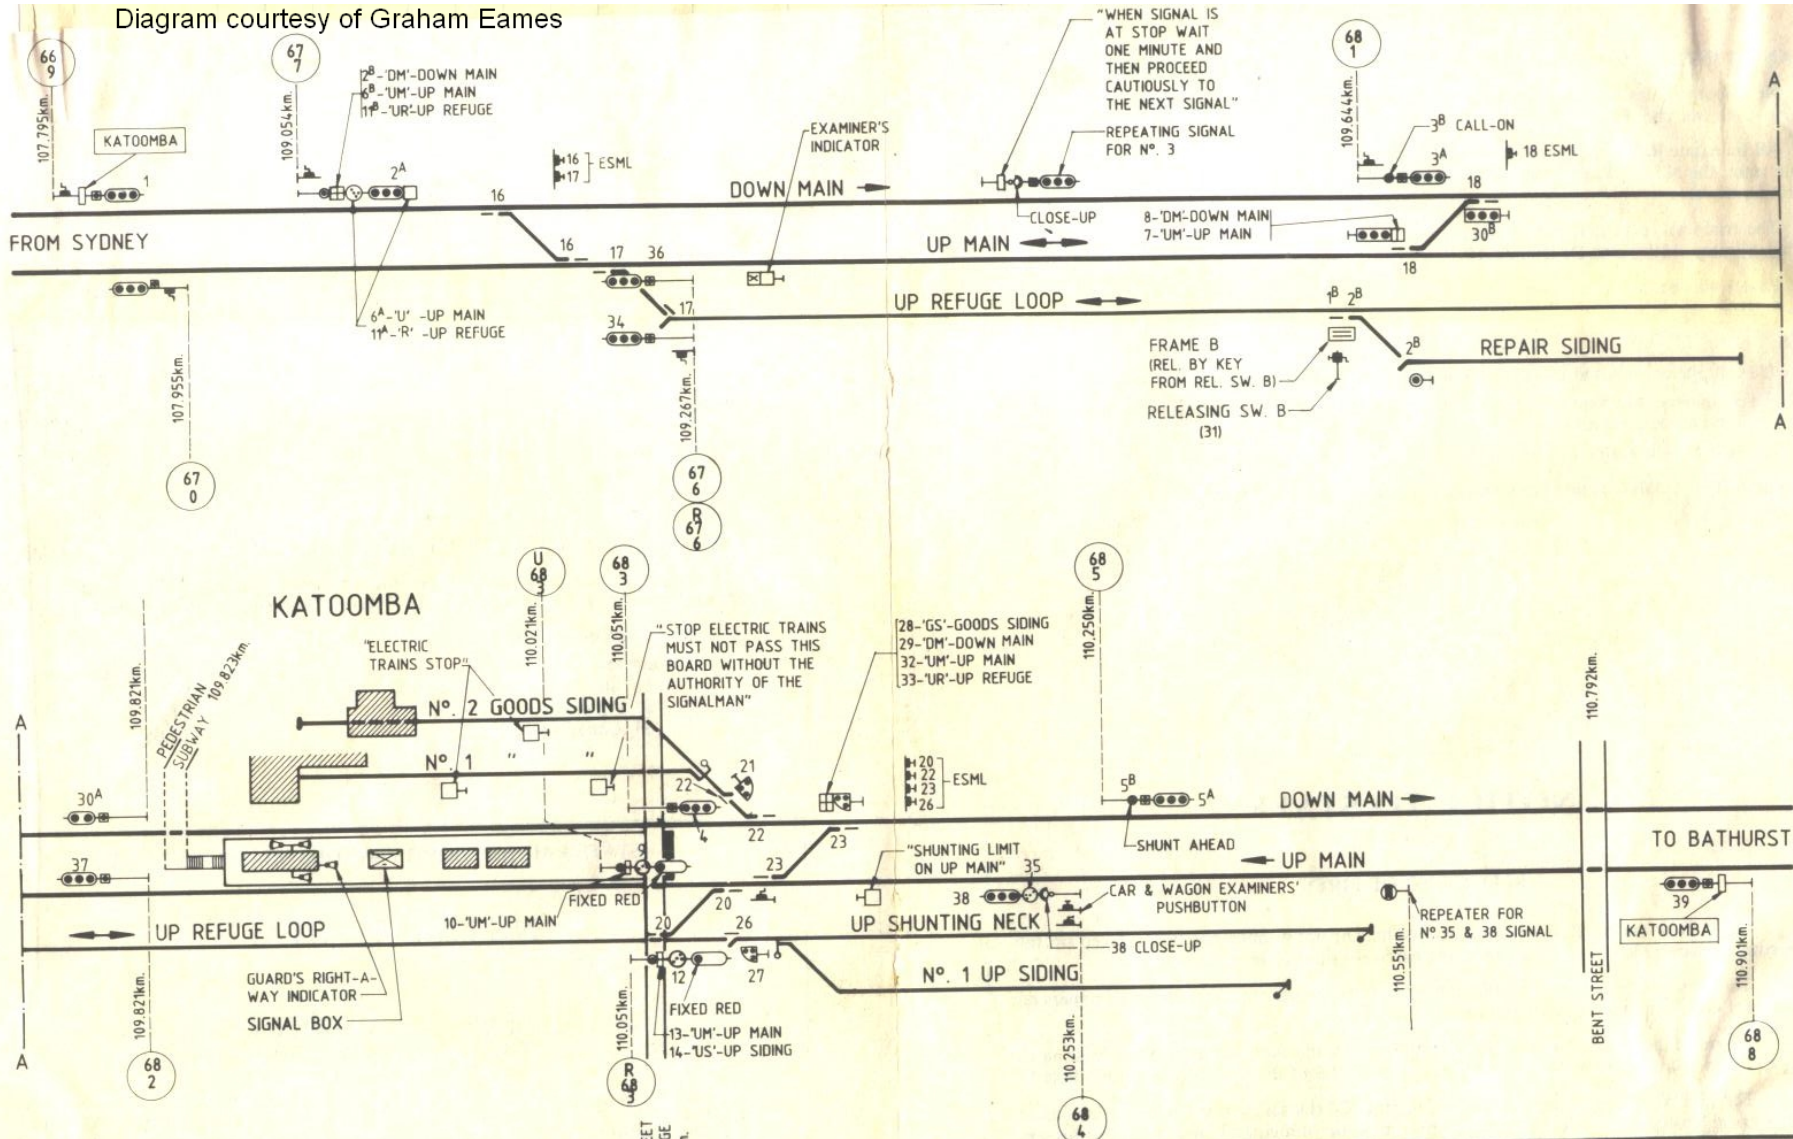 Diagram courtesy of Graham Eames
66
9
107.795km.
KATOOMBA
1
67
7
109.054km.
2B-'DM'-DOWN MAIN
6B-'UM'-UP MAIN
11B-'UR'-UP REFUGE
2A
16
17
ESML
16
EXAMINER'S
INDICATOR
DOWN MAIN
"WHEN SIGNAL IS
AT STOP WAIT
ONE MINUTE AND
THEN PROCEED
CAUTIOUSLY TO
THE NEXT SIGNAL"
REPEATING SIGNAL
FOR Nº. 3
68
1
109.644km.
3B CALL-ON
3A
18 ESML
18
A
FROM SYDNEY
16
17
36
UP MAIN
CLOSE-UP
8-'DM'-DOWN MAIN
7-'UM'-UP MAIN
30B
18
6A-'U' -UP MAIN
11A-'R' -UP REFUGE
34
17
UP REFUGE LOOP
1B 2B
FRAME B
(REL. BY KEY
FROM REL. SW. B)
RELEASING SW. B
(31)
2B
REPAIR SIDING
A
107.955km.
67
0
109.267km.
67
6
R
67
6
KATOOMBA
U
68
3
110.021km.
68
3
110.051km.
"STOP ELECTRIC TRAINS
MUST NOT PASS THIS
BOARD WITHOUT THE
AUTHORITY OF THE
SIGNALMAN"
28-'GS'-GOODS SIDING
29-'DM'-DOWN MAIN
32-'UM'-UP MAIN
33-'UR'-UP REFUGE
68
5
110.250km.
110.792km.
"ELECTRIC
TRAINS STOP"
Nº. 2 GOODS SIDING
109.821km.
PEDESTRIAN
SUBWAY 109.823km.
A
Nº. 1 " "
22
21
20
22
23
26
ESML
5B
5A
DOWN MAIN
30A
4
22
23
SHUNT AHEAD
TO BATHURST
37
9
FIXED RED
23
"SHUNTING LIMIT
ON UP MAIN"
UP MAIN
38
35
CAR & WAGON EXAMINERS'
PUSHBUTTON
39
KATOOMBA
UP REFUGE LOOP
10-'UM'-UP MAIN
20
20
26
UP SHUNTING NECK
38 CLOSE-UP
REPEATER FOR
Nº 35 & 38 SIGNAL
GUARD'S RIGHT-A-
WAY INDICATOR
SIGNAL BOX
12
27
Nº. 1 UP SIDING
FIXED RED
13-'UM'-UP MAIN
14-'US'-UP SIDING
A
109.821km.
68
2
110.051km.
R
68
3
110.253km.
68
4
110.551km.
BENT STREET
110.901km.
68
8